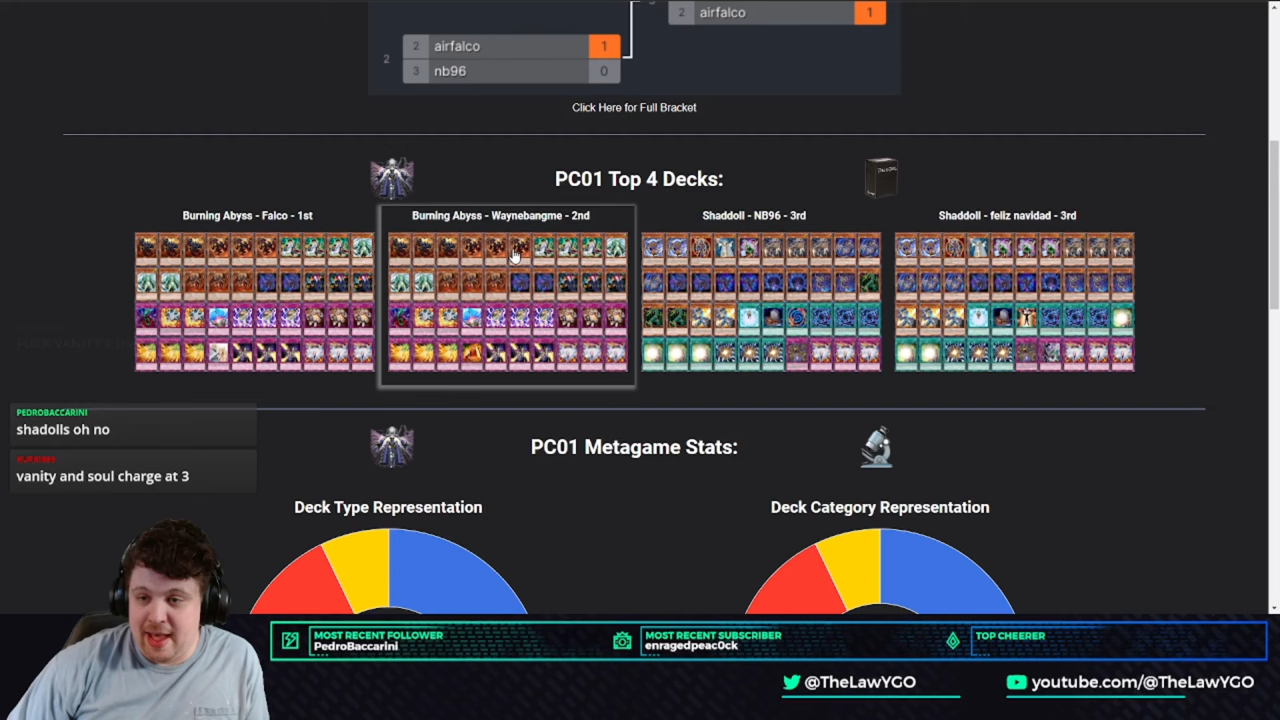 2 airfalco 1
2
2 airfalco 1
3 nb96 0
Click Here for Full Bracket
PC01 Top 4 Decks:
Burning Abyss - Falco - 1st
Burning Abyss - Waynebangme - 2nd
Shaddoll - NB96 - 3rd
Shaddoll - feliz navidad - 3rd
PEDROBACCARINI
shadolls oh no
vanity and soul charge at 3
PC01 Metagame Stats:
Deck Type Representation
Deck Category Representation
MOST RECENT FOLLOWER
PedroBaccarini
MOST RECENT SUBSCRIBER
enragedpeac0ck
TOP CHEERER
@TheLawYGO
youtube.com/@TheLawYGO